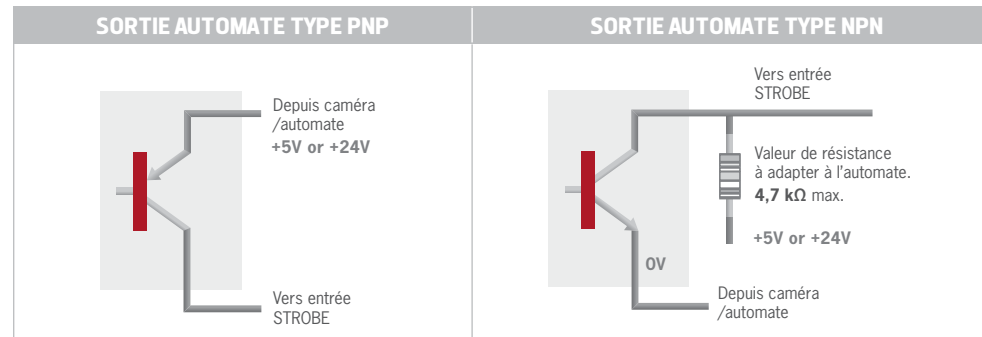 SORTIE AUTOMATE TYPE PNP
Depuis caméra
/automate
+5V or +24V
Vers entrée
STROBE
SORTIE AUTOMATE TYPE NPN
Vers entrée
STROBE
Valeur de résistance
à adapter à l'automate.
4,7 kΩ max.
+5V or +24V
0V
Depuis caméra
/automate